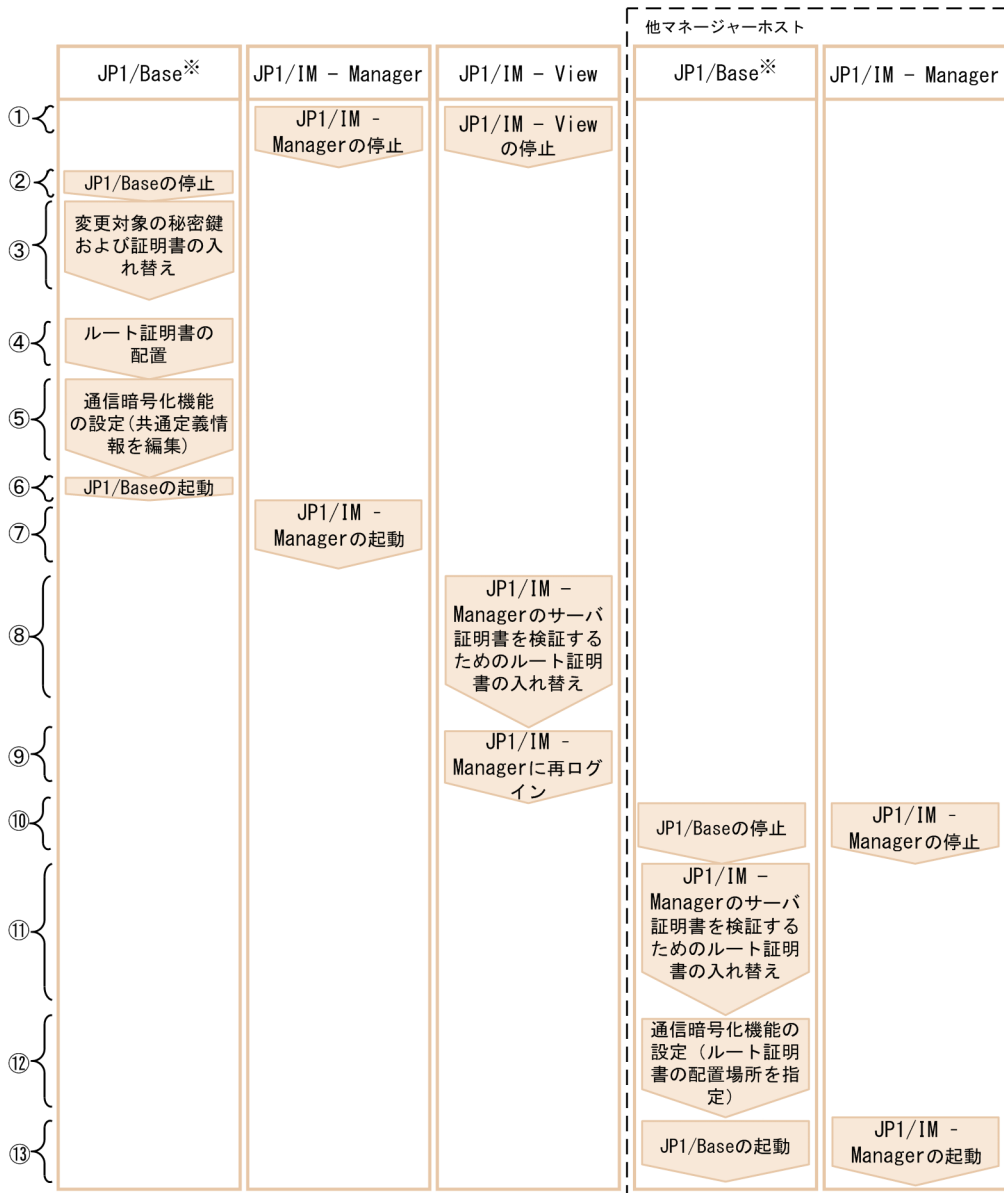 他マネージャーホスト
JP1/Base※
JP1/IM - Manager
JP1/IM - View
JP1/Base※
JP1/IM - Manager
①
JP1/IM -
Managerの停止
JP1/IM - View
の停止
②
JP1/Baseの停止
③
変更対象の秘密鍵
および証明書の入
れ替え
④
ルート証明書の
配置
⑤
通信暗号化機能
の設定(共通定義情
報を編集)
⑥
JP1/Baseの起動
⑦
JP1/IM -
Managerの起動
⑧
JP1/IM -
Managerのサーバ
証明書を検証する
ためのルート証明
書の入れ替え
⑨
JP1/IM -
Managerに再ログ
イン
⑩
JP1/Baseの停止
JP1/IM -
Managerの停止
⑪
JP1/IM -
Managerのサーバ
証明書を検証する
ためのルート証明
書の入れ替え
⑫
通信暗号化機能の
設定(ルート証明
書の配置場所を指
定)
⑬
JP1/Baseの起動
JP1/IM -
Managerの起動